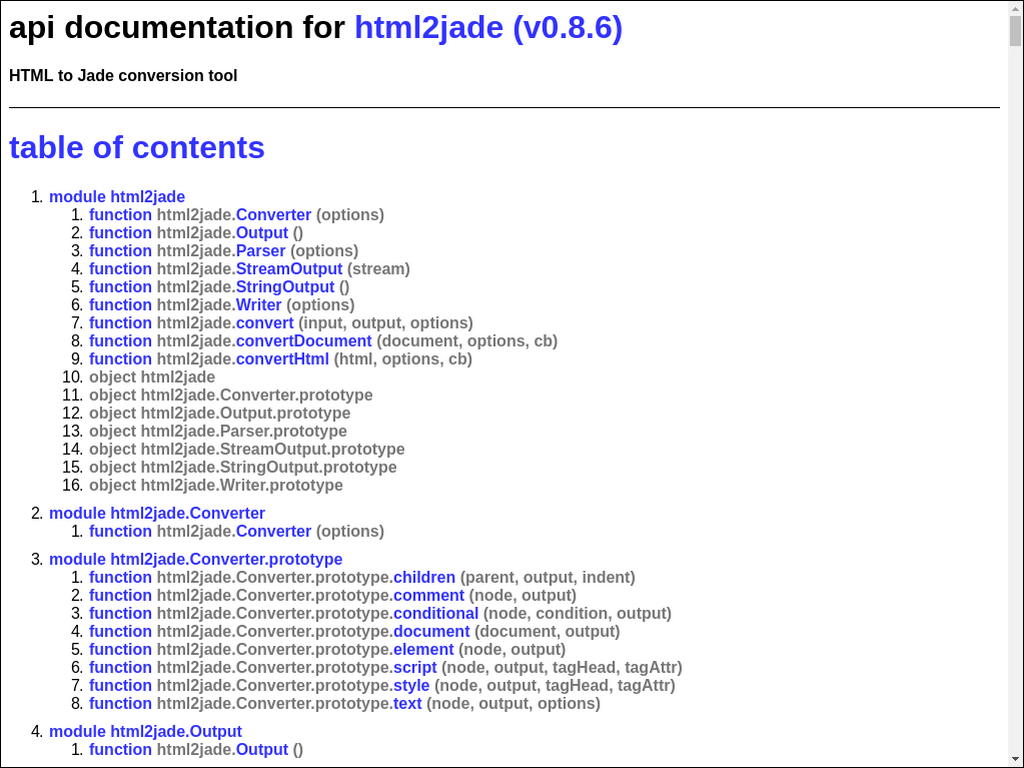 api documentation for html2jade (v0.8.6)
HTML to Jade conversion tool
table of contents
1. module html2jade
1. function html2jade.Converter (options)
2. function html2jade.Output ()
3. function html2jade.Parser (options)
4. function html2jade.StreamOutput (stream)
5. function html2jade.StringOutput ()
6. function html2jade.Writer (options)
7. function html2jade.convert (input, output, options)
8. function html2jade.convertDocument (document, options, cb)
9. function html2jade.convertHtml (html, options, cb)
10. object html2jade
11. object html2jade.Converter.prototype
12. object html2jade.Output.prototype
13. object html2jade.Parser.prototype
14. object html2jade.StreamOutput.prototype
15. object html2jade.StringOutput.prototype
16. object html2jade.Writer.prototype
2. module html2jade.Converter
1. function html2jade.Converter (options)
3. module html2jade.Converter.prototype
1. function html2jade.Converter.prototype.children (parent, output, indent)
2. function html2jade.Converter.prototype.comment (node, output)
3. function html2jade.Converter.prototype.conditional (node, condition, output)
4. function html2jade.Converter.prototype.document (document, output)
5. function html2jade.Converter.prototype.element (node, output)
6. function html2jade.Converter.prototype.script (node, output, tagHead, tagAttr)
7. function html2jade.Converter.prototype.style (node, output, tagHead, tagAttr)
8. function html2jade.Converter.prototype.text (node, output, options)
4. module html2jade.Output
1. function html2jade.Output ()